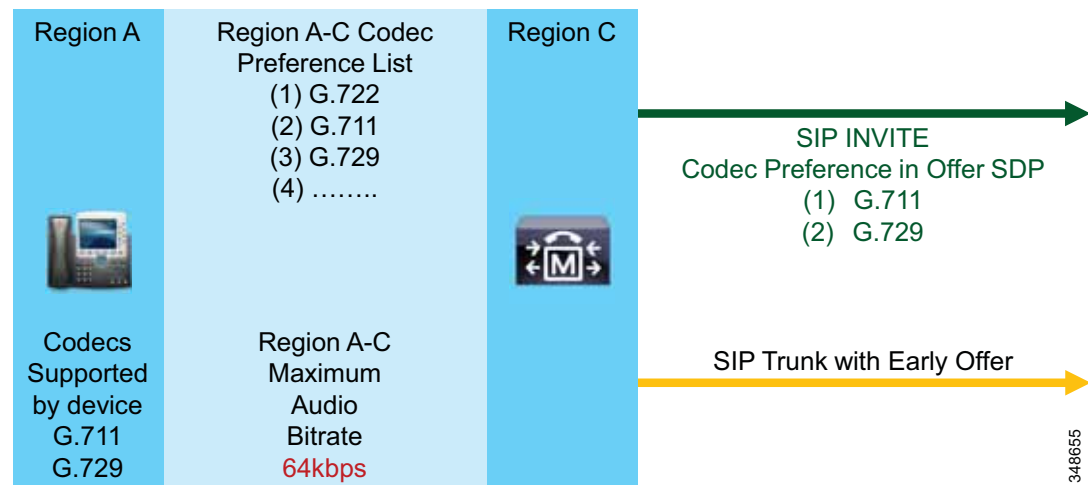 Region A
Region A-C Codec
Preference List
(1) G.722
(2) G.711
(3) G.729
(4) ........
Region C
SIP INVITE
Codec Preference in Offer SDP
(1) G.711
(2) G.729
M
Codecs
Supported
by device
G.711
G.729
Region A-C
Maximum
Audio
Bitrate
64kbps
SIP Trunk with Early Offer
348655